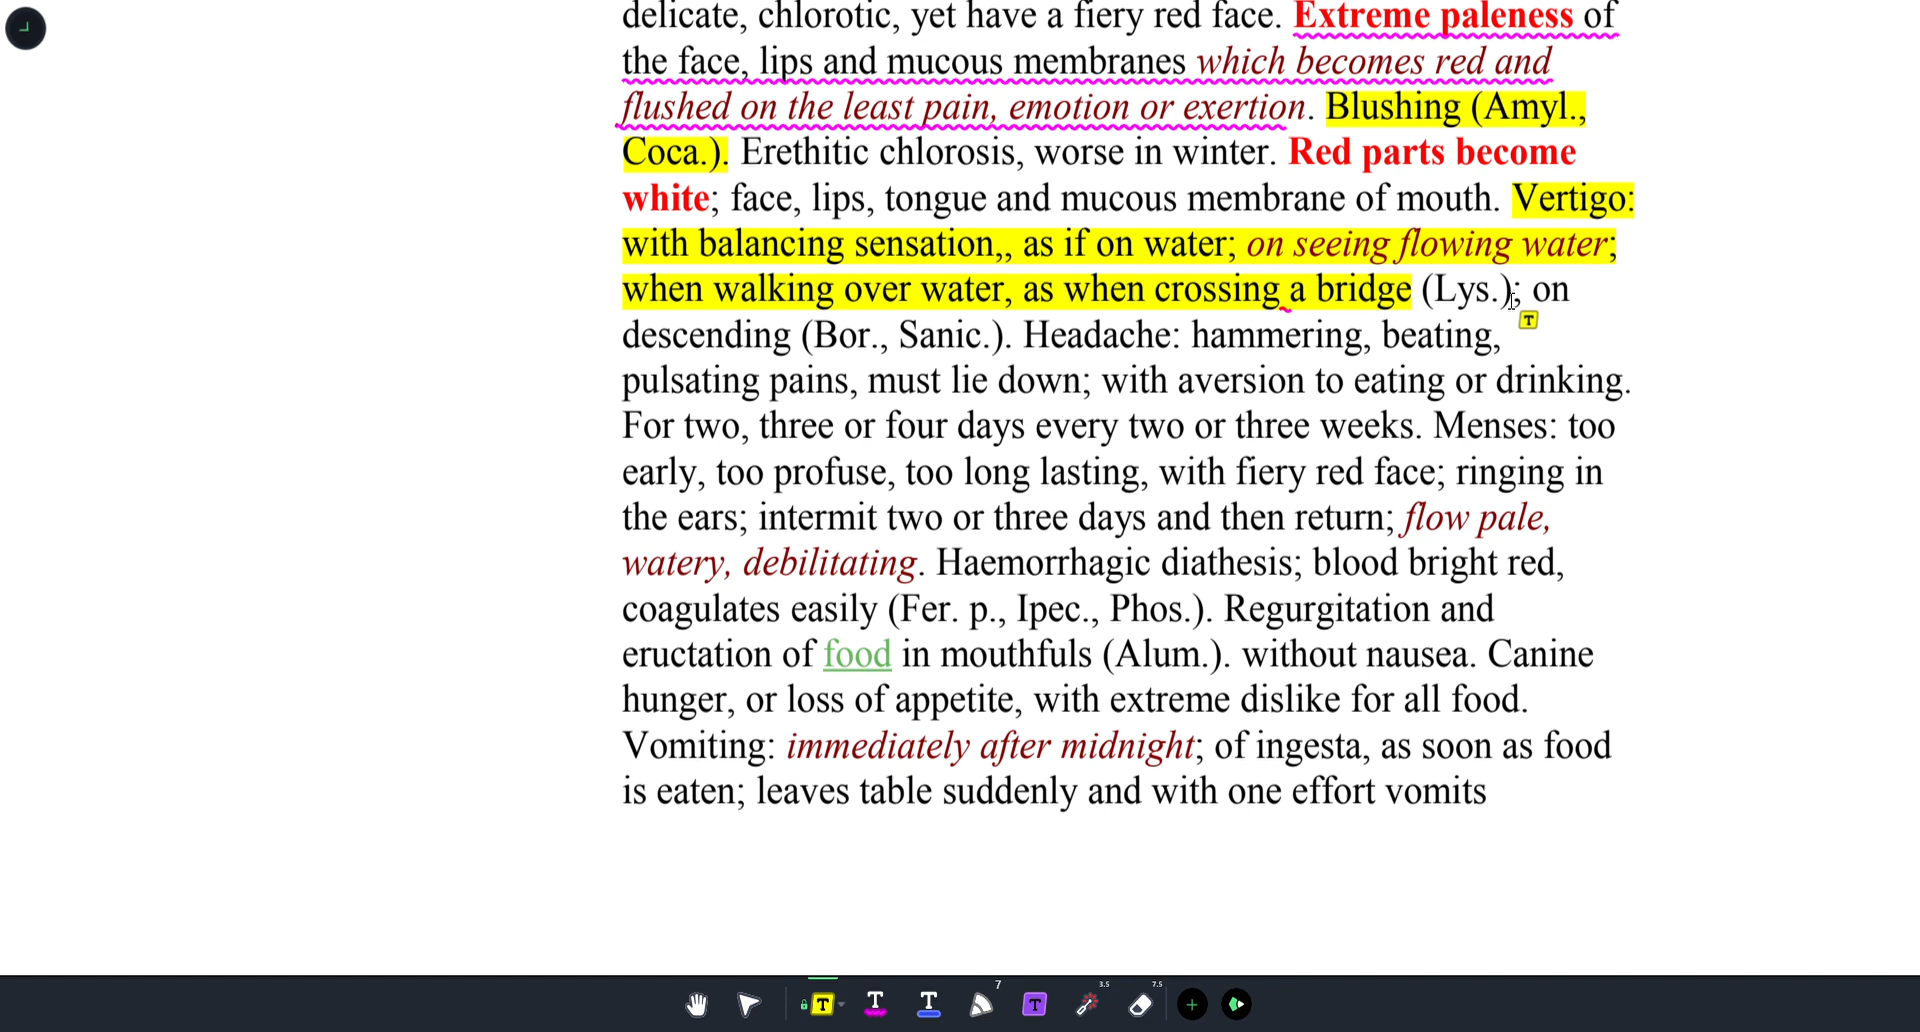 delicate, chlorotic, yet have a fiery red face. Extreme paleness of
the face, lips and mucous membranes which becomes red and
flushed on the least pain, emotion or exertion. Blushing (Amyl.,
Coca.). Erethitic chlorosis, worse in winter. Red parts become
white; face, lips, tongue and mucous membrane of mouth. Vertigo:
with balancing sensation,, as if on water; on seeing flowing water;
when walking over water, as when crossing a bridge (Lys.); on
descending (Bor., Sanic.). Headache: hammering, beating,
T
pulsating pains, must lie down; with aversion to eating or drinking.
For two, three or four days every two or three weeks. Menses: too
early, too profuse, too long lasting, with fiery red face; ringing in
the ears; intermit two or three days and then return; flow pale,
watery, debilitating. Haemorrhagic diathesis; blood bright red,
coagulates easily (Fer. p., Ipec., Phos.). Regurgitation and
eructation of food in mouthfuls (Alum.). without nausea. Canine
hunger, or loss of appetite, with extreme dislike for all food.
Vomiting: immediately after midnight; of ingesta, as soon as food
is eaten; leaves table suddenly and with one effort vomits
T T T 7 T 3.5 7.5